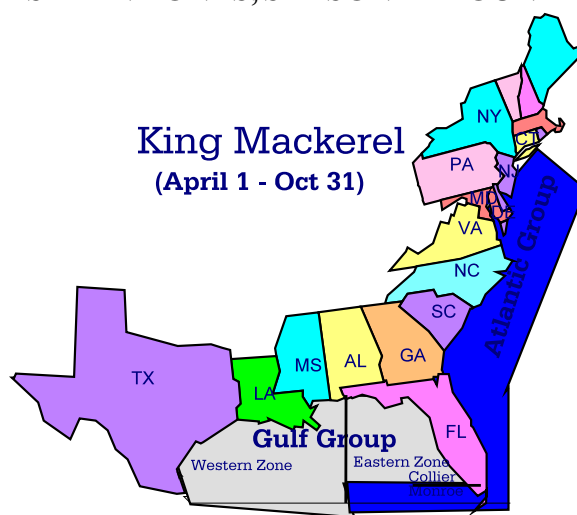 King Mackerel
(April 1 - Oct 31)
NY
CT
PA
NJ
MD
DE
VA
NC
SC
Atlantic Group
TX
LA
MS
AL
GA
FL
Gulf Group
Western Zone
Eastern Zone
Collier
Monroe